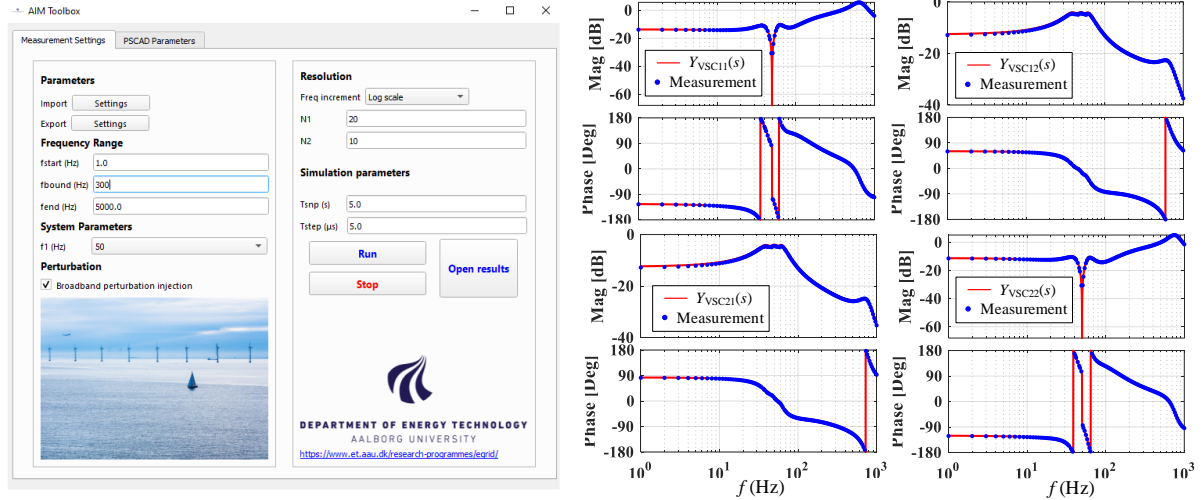 AIM Toolbox
Measurement Settings PSCAD Parameters
Parameters
Import Settings
Export Settings
Frequency Range
fstart (Hz) 1.0
fbound (Hz) 300
fend (Hz) 5000.0
System Parameters
f1 (Hz) 50
Perturbation
Broadband perturbation injection
Resolution
Freq increment Log scale
N1 20
N2 10
Simulation parameters
Tsnp (s) 5.0
Tstep (µs) 5.0
Run
Stop
Open results
DEPARTMENT OF ENERGY TECHNOLOGY
AALBORG UNIVERSITY
https://www.et.aau.dk/research-programmes/egrid/
Mag [dB]
0
-20
-40
-60
Y_VSC11(s)
Measurement
Phase [Deg]
180
90
0
-90
-180
Mag [dB]
0
-20
-40
Y_VSC12(s)
Measurement
Phase [Deg]
180
90
0
-90
-180
Mag [dB]
0
-20
-40
Y_VSC21(s)
Measurement
Phase [Deg]
180
90
0
-90
-180
10^0 10^1 10^2 10^3
f (Hz)
Mag [dB]
0
-20
-40
-60
Y_VSC22(s)
Measurement
Phase [Deg]
180
90
0
-90
-180
10^0 10^1 10^2 10^3
f (Hz)